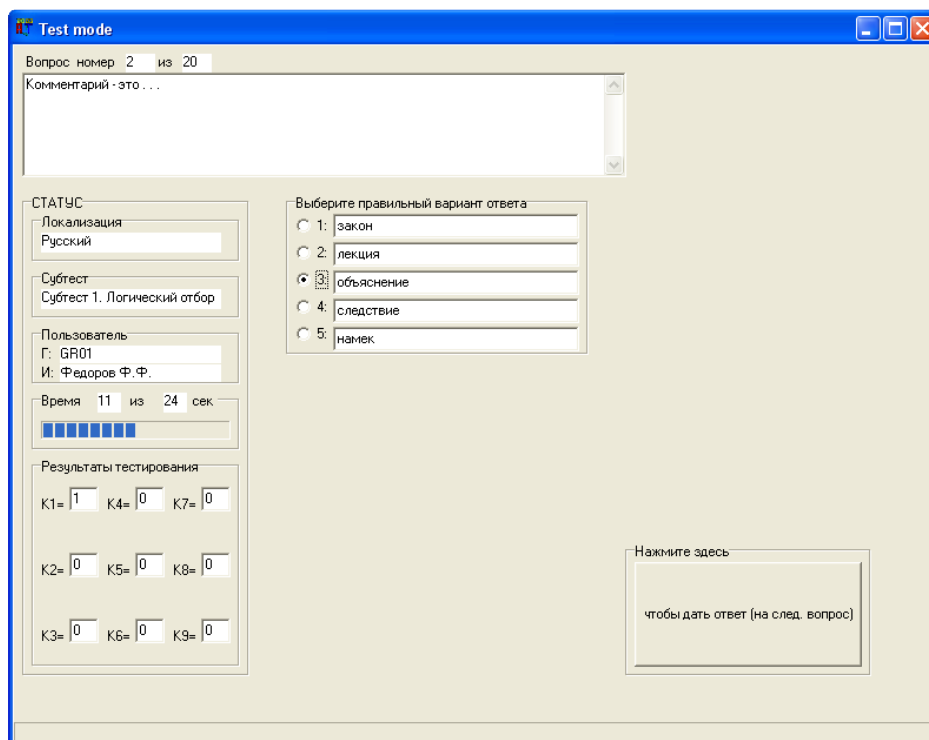 Test mode
Вопрос номер 2 из 20
Комментарий - это . . .
СТАТУС
Локализация
Русский
Субтест
Субтест 1. Логический отбор
Пользователь
Г: GR01
И: Федоров Ф.Ф.
Время 11 из 24 сек
Результаты тестирования
K1= 1 K4= 0 K7= 0
K2= 0 K5= 0 K8= 0
K3= 0 K6= 0 K9= 0
Выберите правильный вариант ответа
1: закон
2: лекция
3: объяснение
4: следствие
5: намек
Нажмите здесь
чтобы дать ответ (на след. вопрос)